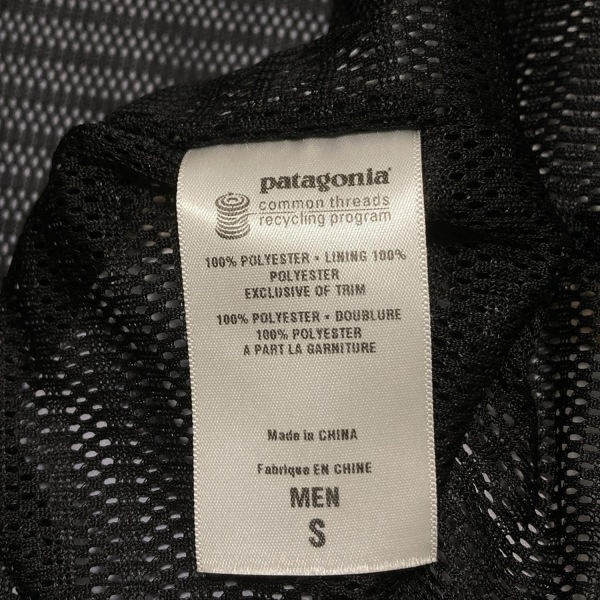 patagonia®
common threads
recycling program
100% POLYESTER • LINING 100%
POLYESTER
EXCLUSIVE OF TRIM
100% POLYESTER • DOUBLURE
100% POLYESTER
A PART LA GARNITURE
Made in CHINA
Fabrique EN CHINE
MEN
S